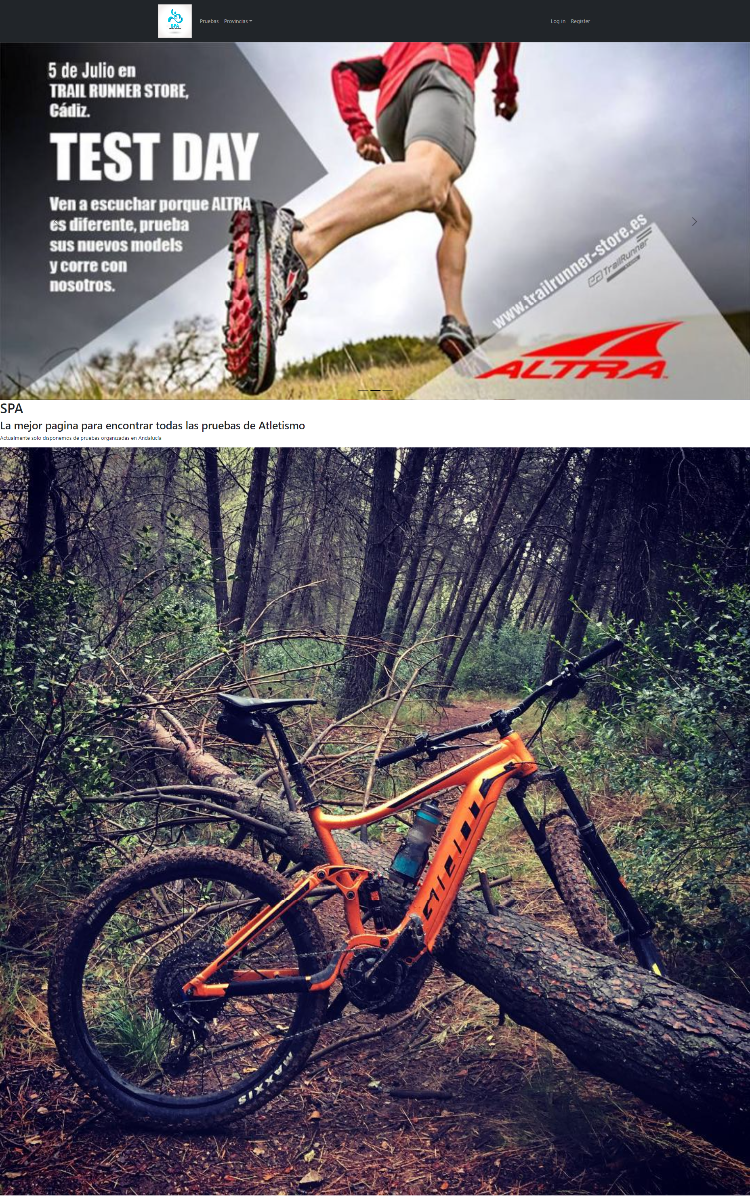 SPA
Pruebas
Provincias
Log in
Register
5 de Julio en
TRAIL RUNNER STORE,
Cádiz.
TEST DAY
Ven a escuchar porque ALTRA
es diferente, prueba
sus nuevos models
y corre con
nosotros.
www.trailrunner-store.es
TrailRunner
ALTRA
SPA
La mejor pagina para encontrar todas las pruebas de Atletismo
Actualmente solo disponemos de pruebas organizadas en Andalucía
GIANT
MAXXIS